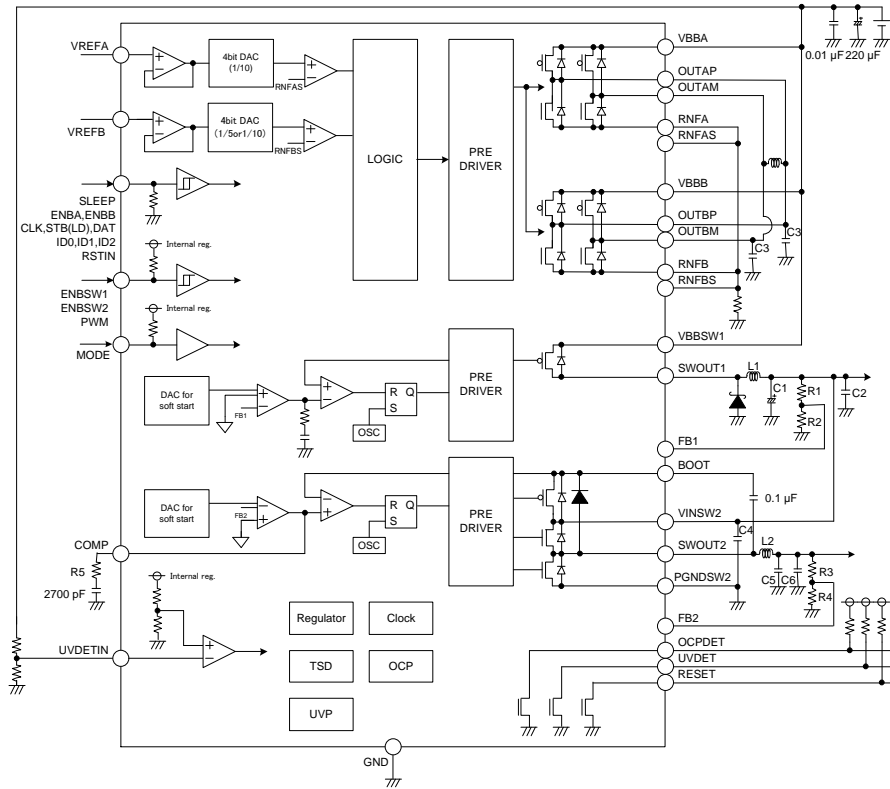 VREFA
4bit DAC
(1/10)
RNFAS
VREFB
4bit DAC
(1/5or1/10)
RNFBS
LOGIC
PRE
DRIVER
VBBA
OUTAP
OUTAM
RNFA
RNFAS
0.01 µF
220 µF
SLEEP
ENBA,ENBB
CLK,STB(LD),DAT
ID0,ID1,ID2
RSTIN
Internal reg.
VBBB
OUTBP
OUTBM
C3
C3
RNFB
RNFBS
ENBSW1
ENBSW2
PWM
Internal reg.
MODE
VBBSW1
SWOUT1
L1
C1
R1
R2
C2
DAC for
soft start
FB1
R
Q
S
OSC
PRE
DRIVER
FB1
BOOT
0.1 µF
DAC for
soft start
FB2
R
Q
S
OSC
PRE
DRIVER
VINSW2
C4
SWOUT2
L2
C5
C6
R3
R4
PGNDSW2
COMP
R5
2700 pF
Internal reg.
UVDETIN
Regulator
Clock
TSD
OCP
UVP
FB2
OCPDET
UVDET
RESET
GND